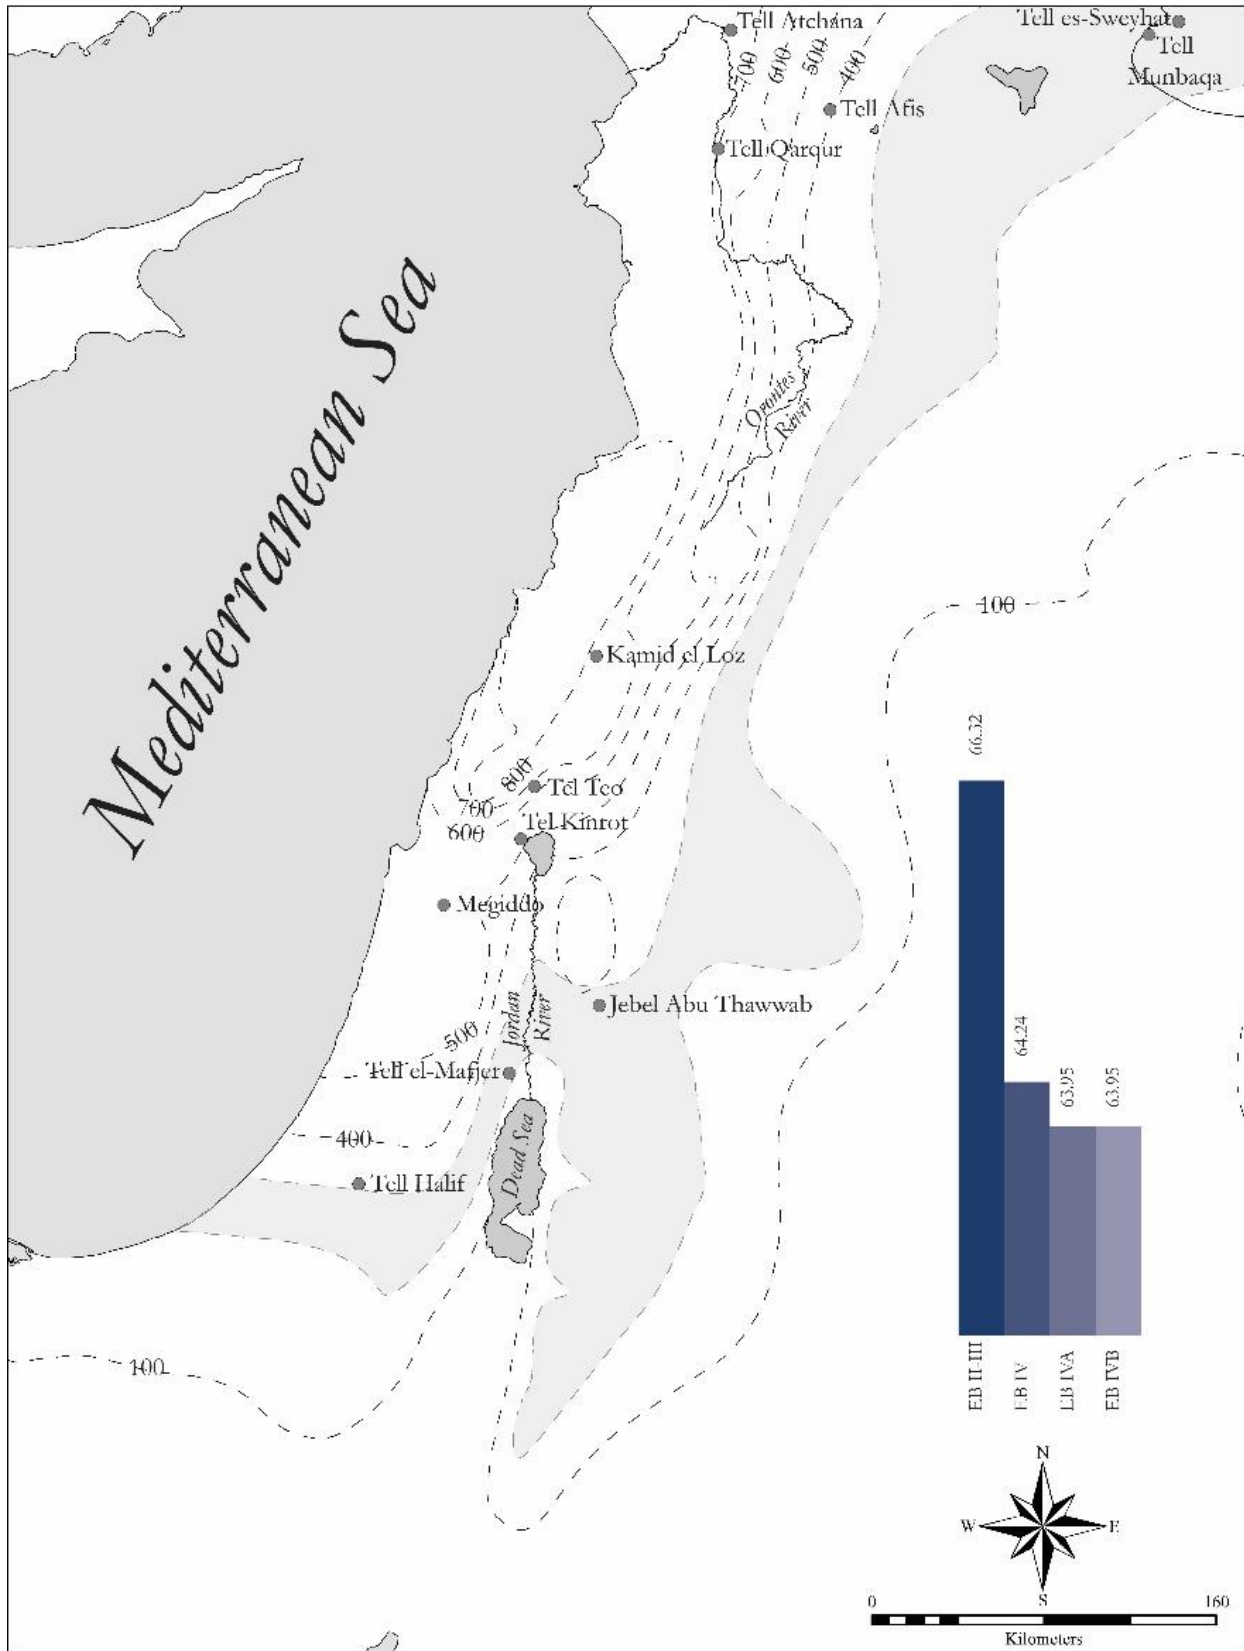 Tell Atchana
Tell es-Sweyhat
Tell
Munbaqa
700
600
500
400
Tell Afis
Tell Qarqur
Mediterranean Sea
Orontes
River
100
Kamid el Loz
800
Tel Teo
700
600
Tel Kinrot
Megiddo
Jordan
River
Jebel Abu Thawwab
500
Tell el-Mafjer
400
Tell Halif
Dead Sea
100
66.32
64.24
63.95
63.95
EB II-III
EB IV
EB IVA
EB IVB
N
W
E
S
0
160
Kilometers